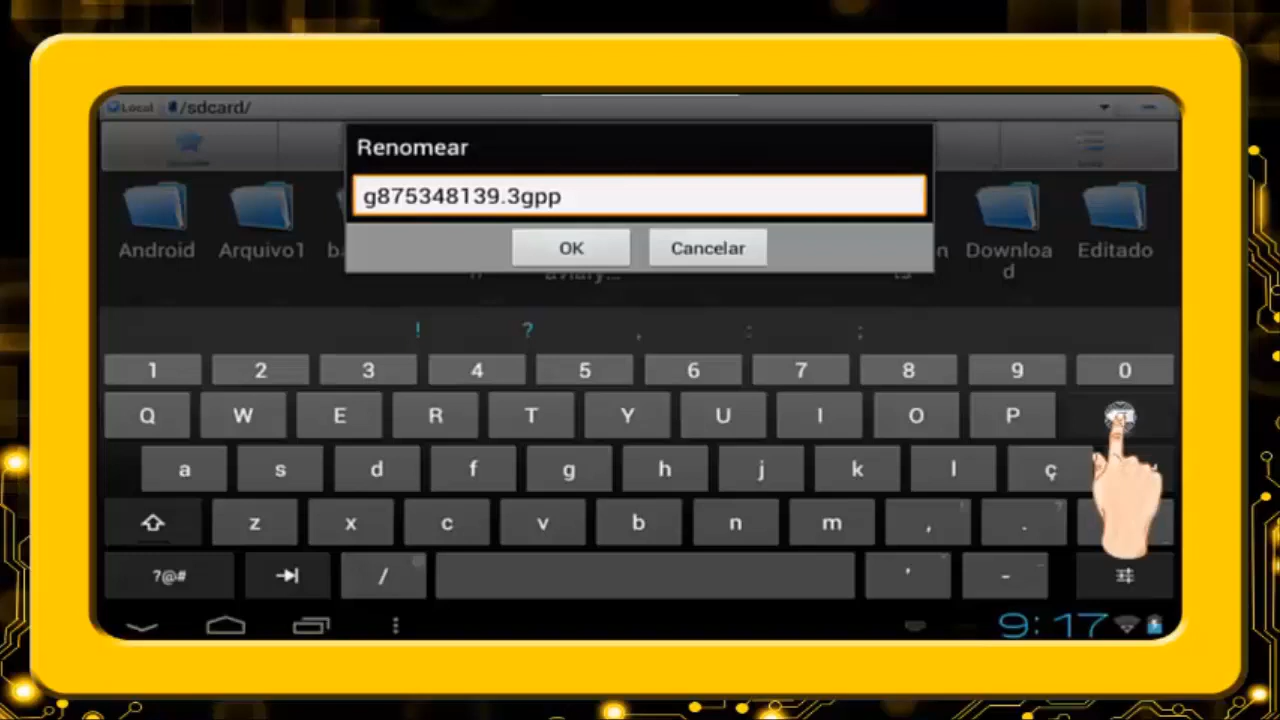 Local /sdcard/
Renomear
g875348139.3gpp
OK Cancelar
Android Arquivo1 Downloa
d Editado
! ? , : ;
1 2 3 4 5 6 7 8 9 0
Q W E R T Y U I O P
a s d f g h j k l ç
z x c v b n m , .
?@# / ' -
9:17